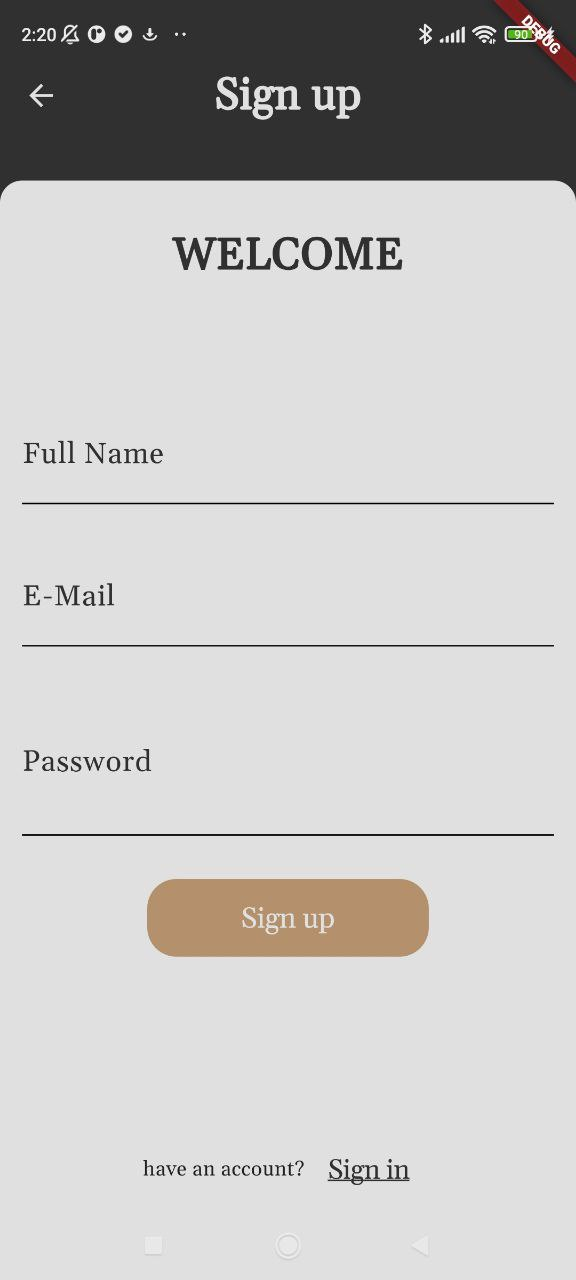 2:20
90
DEBUG
Sign up
WELCOME
Full Name
E-Mail
Password
Sign up
have an account? Sign in